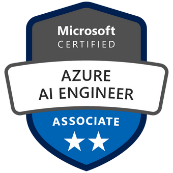 Microsoft
CERTIFIED
AZURE
AI ENGINEER
ASSOCIATE